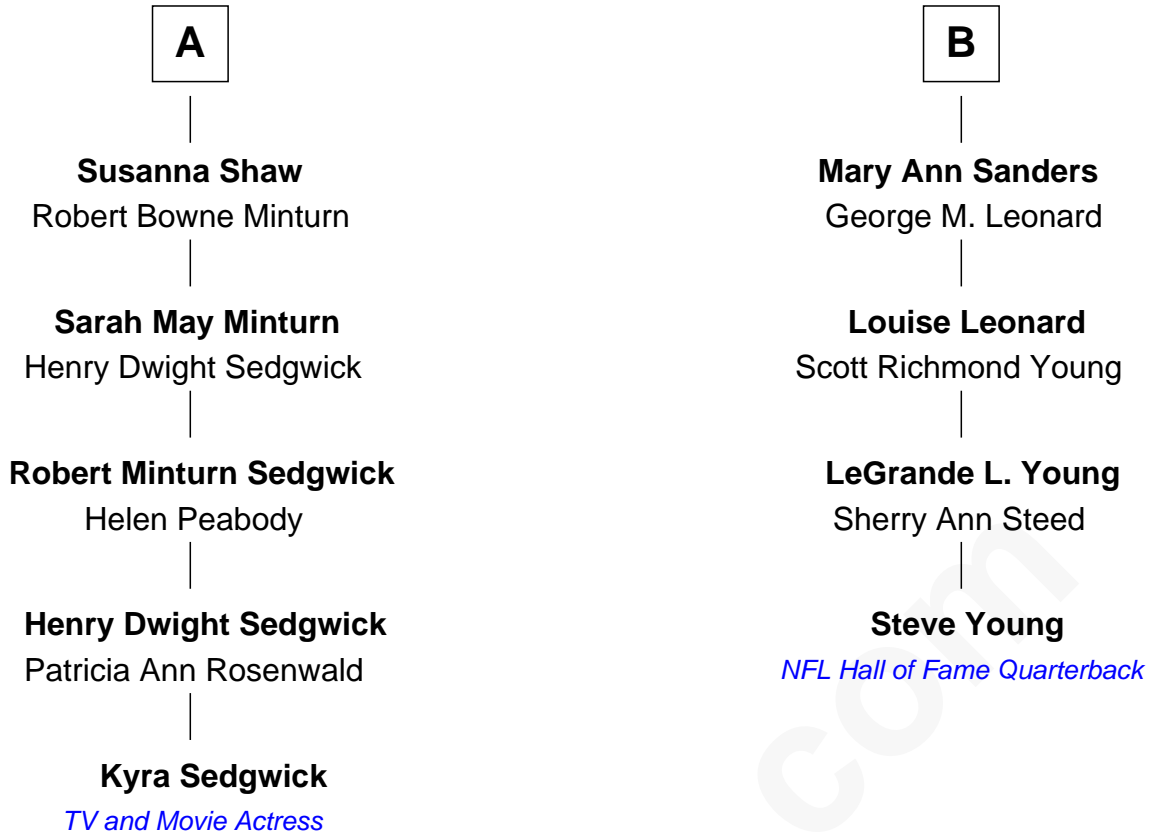 A
Susanna Shaw
Robert Bowne Minturn
Sarah May Minturn
Henry Dwight Sedgwick
Robert Minturn Sedgwick
Helen Peabody
Henry Dwight Sedgwick
Patricia Ann Rosenwald
Kyra Sedgwick
TV and Movie Actress
B
Mary Ann Sanders
George M. Leonard
Louise Leonard
Scott Richmond Young
LeGrande L. Young
Sherry Ann Steed
Steve Young
NFL Hall of Fame Quarterback
com